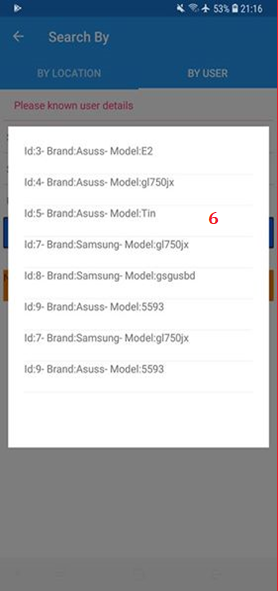 53% 21:16
Search By
BY LOCATION BY USER
Please known user details
Id:3- Brand:Asuss- Model:E2
Id:4- Brand:Asuss- Model:gl750jx
Id:5- Brand:Asuss- Model:Tin
6
Id:7- Brand:Samsung- Model:gl750jx
Id:8- Brand:Samsung- Model:gsgusbd
Id:9- Brand:Asuss- Model:5593
Id:7- Brand:Samsung- Model:gl750jx
Id:9- Brand:Asuss- Model:5593